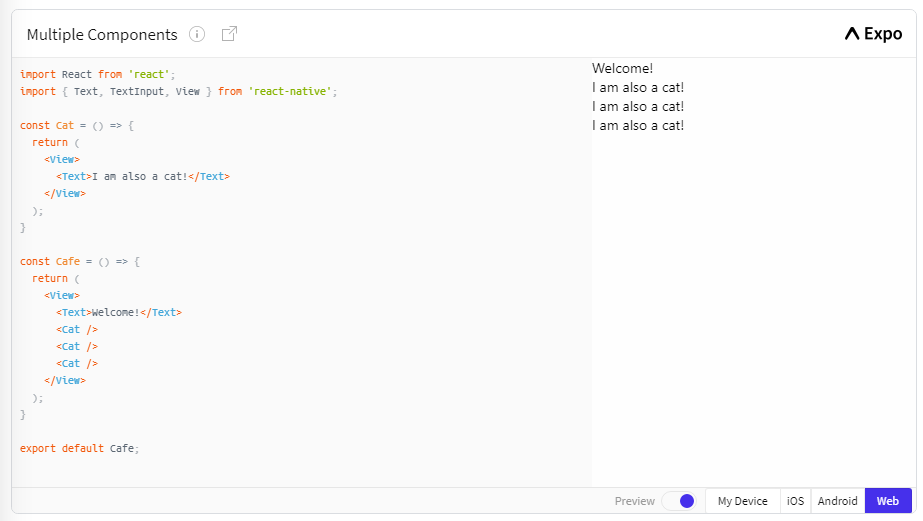 Multiple Components
Expo
import React from 'react';
import { Text, TextInput, View } from 'react-native';
const Cat = () => {
  return (
    <View>
      <Text>I am also a cat!</Text>
    </View>
  );
}
const Cafe = () => {
  return (
    <View>
      <Text>Welcome!</Text>
      <Cat />
      <Cat />
      <Cat />
    </View>
  );
}
export default Cafe;
Welcome!
I am also a cat!
I am also a cat!
I am also a cat!
Preview My Device iOS Android Web